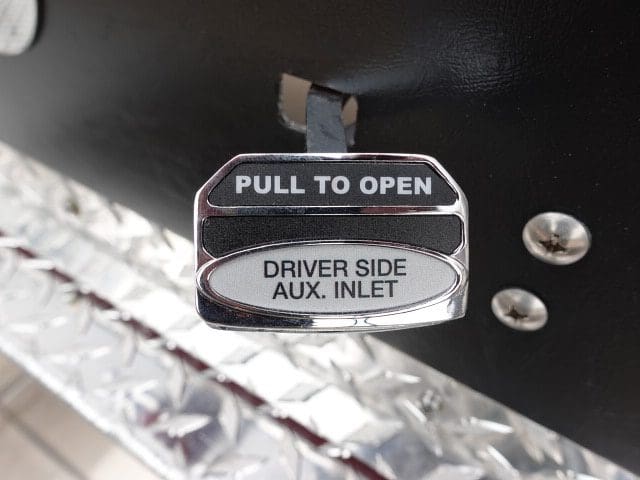 PULL TO OPEN
DRIVER SIDE
AUX. INLET